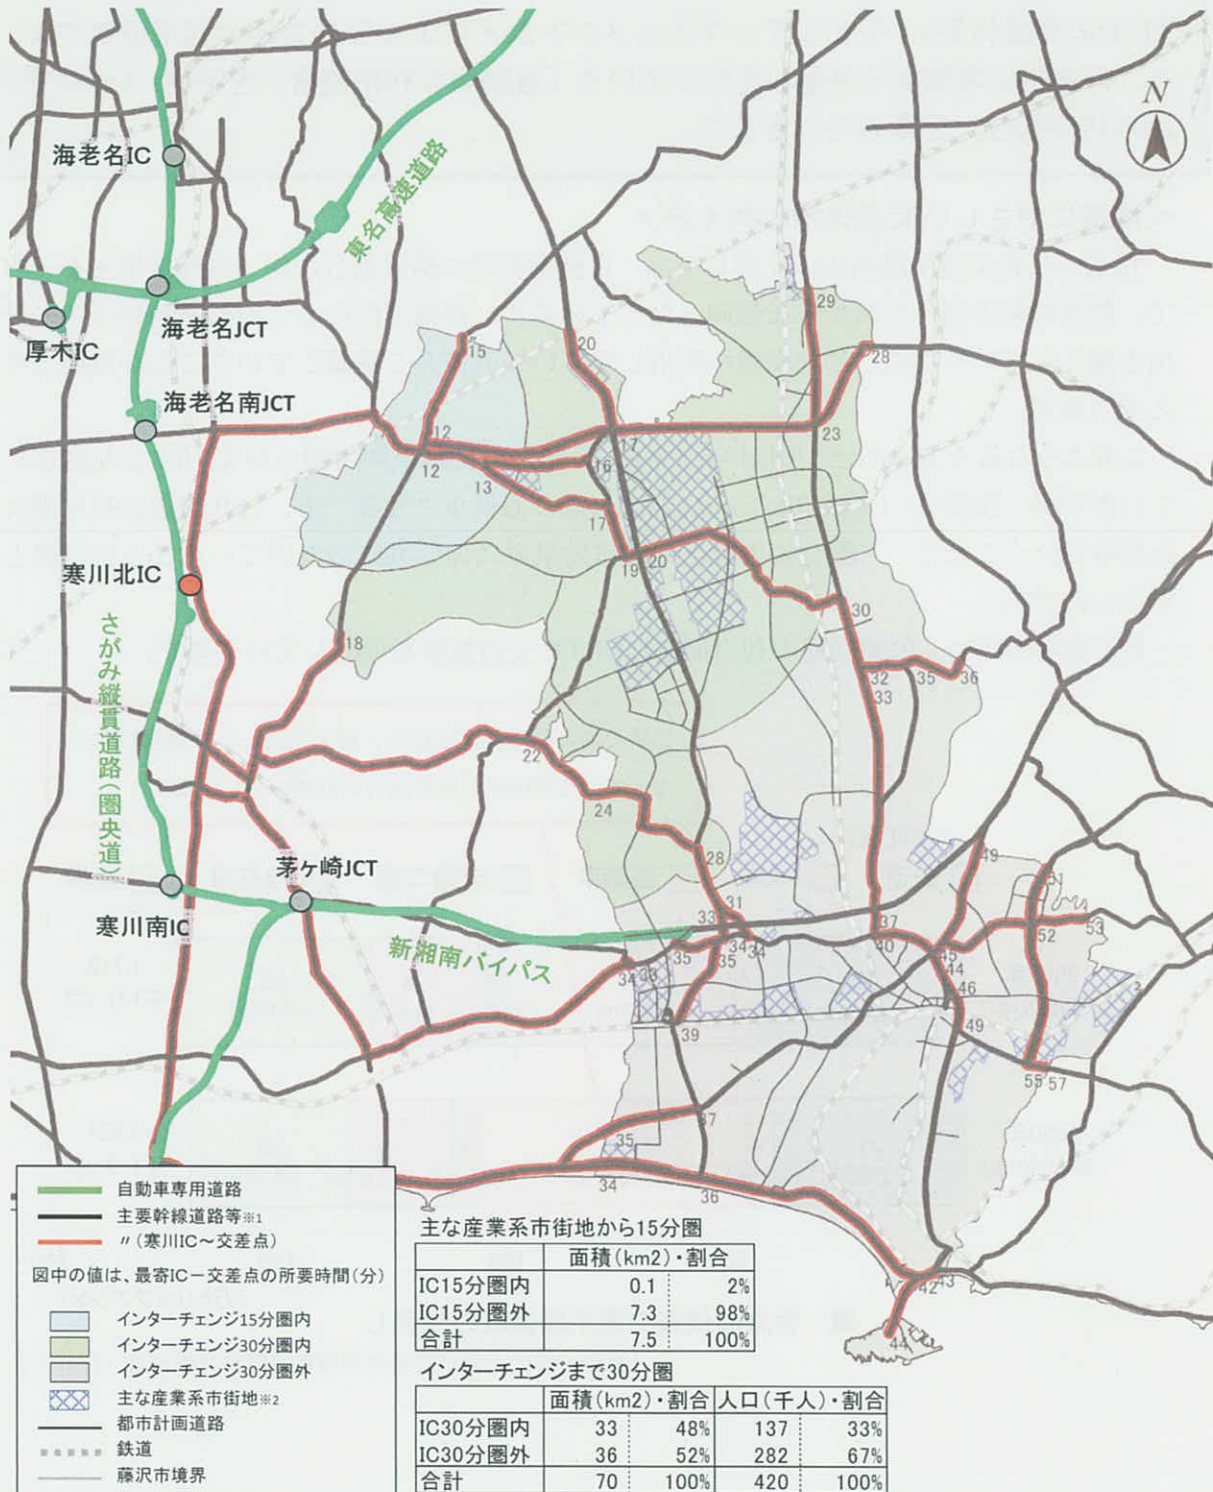 N
海老名IC
東名高速道路
海老名JCT
厚木IC
海老名南JCT
寒川北IC
さがみ縦貫道路(圏央道)
茅ヶ崎JCT
寒川南IC
新湘南バイパス
29
28
15
20
12
17
23
12
13
16
17
19
20
30
18
32
35
36
33
22
24
28
49
51
31
33
37
52
53
34
34
40
35
35
45
34
33
44
46
39
49
55
57
37
35
34
36
42
43
44
自動車専用道路
主要幹線道路等※1
〃(寒川IC～交差点)
図中の値は、最寄IC－交差点の所要時間(分)
インターチェンジ15分圏内
インターチェンジ30分圏内
インターチェンジ30分圏外
主な産業系市街地※2
都市計画道路
鉄道
藤沢市境界
主な産業系市街地から15分圏
面積(km2)・割合
IC15分圏内 0.1 2%
IC15分圏外 7.3 98%
合計 7.5 100%
インターチェンジまで30分圏
面積(km2)・割合 人口(千人)・割合
IC30分圏内 33 48% 137 33%
IC30分圏外 36 52% 282 67%
合計 70 100% 420 100%